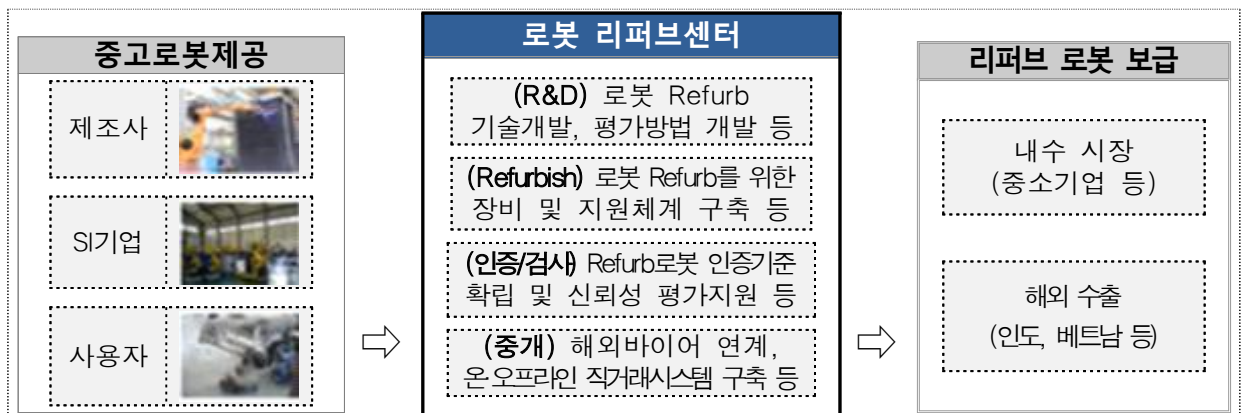 중고로봇제공
제조사
SI기업
사용자
로봇 리퍼브센터
(R&D) 로봇 Refurb
기술개발, 평가방법 개발 등
(Refurbish) 로봇 Refurb를 위한
장비 및 지원체계 구축 등
(인증/검사) Refurb로봇 인증기준
확립 및 신뢰성 평가지원 등
(중개) 해외바이어 연계,
온·오프라인 직거래시스템 구축 등
리퍼브 로봇 보급
내수 시장
(중소기업 등)
해외 수출
(인도, 베트남 등)